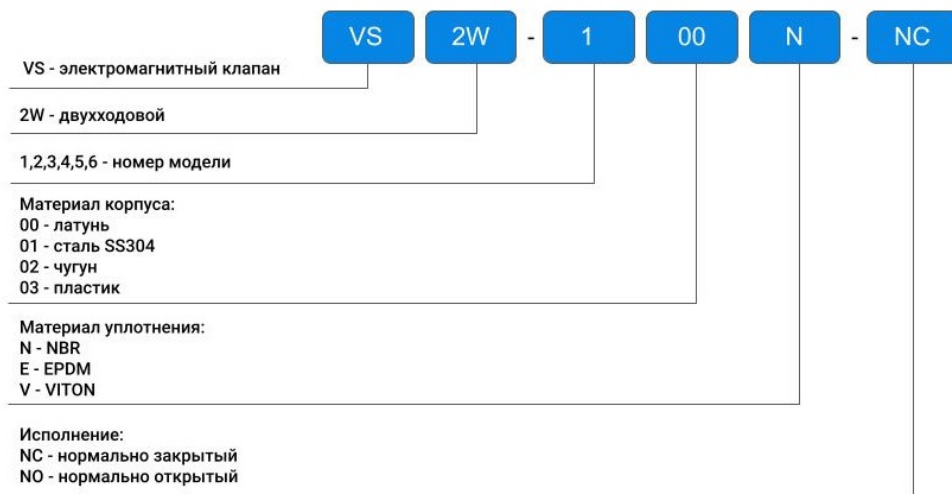 VS 2W - 1 00 N - NC
VS - электромагнитный клапан
2W - двухходовой
1,2,3,4,5,6 - номер модели
Материал корпуса:
00 - латунь
01 - сталь SS304
02 - чугун
03 - пластик
Материал уплотнения:
N - NBR
E - EPDM
V - VITON
Исполнение:
NC - нормально закрытый
NO - нормально открытый